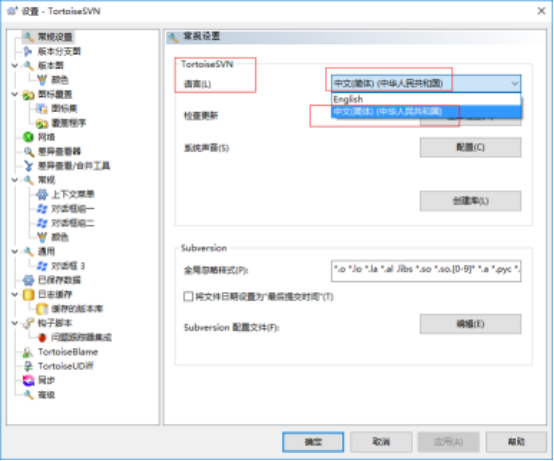 设置 - TortoiseSVN
常规设置
版本分支图
版本图
颜色
图标覆盖
图标集
覆盖程序
网络
差异查看器
差异查看/合并工具
常规
上下文菜单
对话框组一
对话框组二
颜色
通用
对话框 3
已保存数据
日志缓存
缓存的版本库
钩子脚本
问题跟踪器集成
TortoiseBlame
TortoiseUDiff
同步
高级
常规设置
TortoiseSVN
语言(L)
中文(简体) (中华人民共和国)
English
中文(简体) (中华人民共和国)
检查更新
系统声音(S)
配置(C)
创建库(L)
Subversion
全局忽略样式(P):
*.o *.lo *.la *.al .libs *.so *.so.[0-9]* *.a *.pyc *.
将文件日期设置为"最后提交时间"(T)
Subversion 配置文件(F):
编辑(E)
确定
取消
应用(A)
帮助